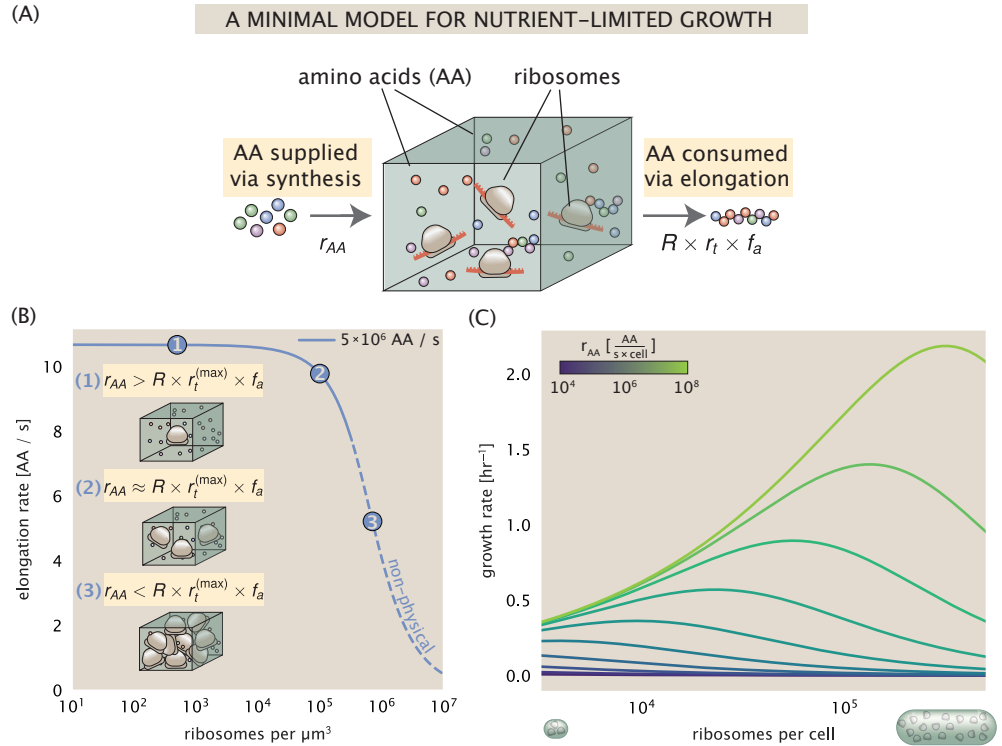 (A)
A MINIMAL MODEL FOR NUTRIENT-LIMITED GROWTH
amino acids (AA)
ribosomes
AA supplied
via synthesis
r_AA
AA consumed
via elongation
R × r_t × f_a
(B)
5×10⁶ AA / s
1
2
3
(1) r_AA > R × r_t^(max) × f_a
(2) r_AA ≈ R × r_t^(max) × f_a
(3) r_AA < R × r_t^(max) × f_a
non-physical
elongation rate [AA / s]
10
8
6
4
2
0
10¹ 10² 10³ 10⁴ 10⁵ 10⁶ 10⁷
ribosomes per µm³
(C)
r_AA [AA / s × cell]
10⁴ 10⁶ 10⁸
growth rate [hr⁻¹]
2.0
1.5
1.0
0.5
0.0
10⁴ 10⁵
ribosomes per cell